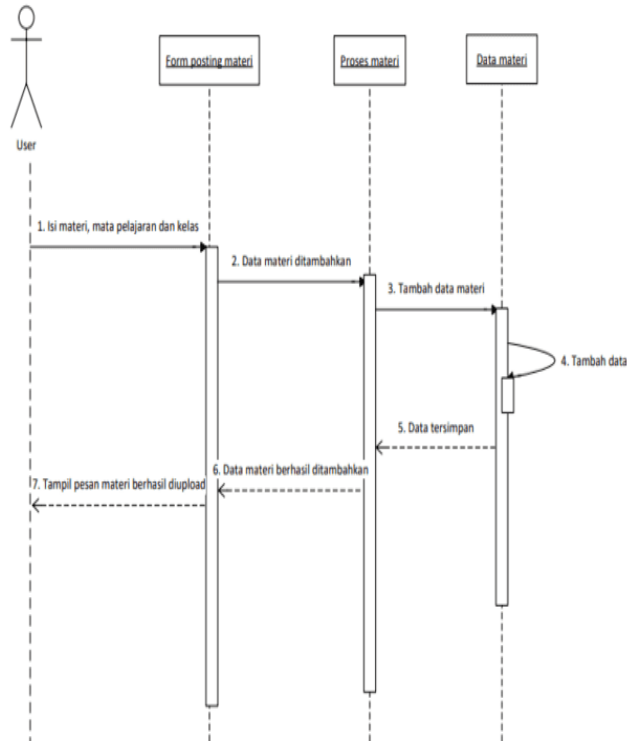 Form posting materi
Proses materi
Data materi
User
1. Isi materi, mata pelajaran dan kelas
2. Data materi ditambahkan
3. Tambah data materi
4. Tambah data
5. Data tersimpan
6. Data materi berhasil ditambahkan
7. Tampil pesan materi berhasil diupload